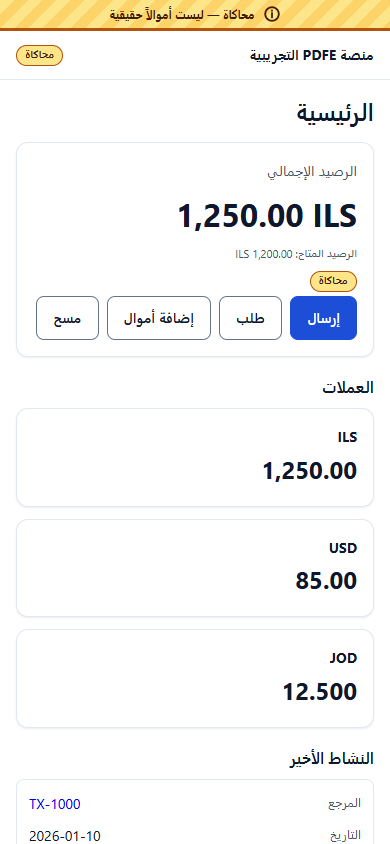 محاكاة — ليست أموالاً حقيقية
منصة PDFE التجريبية
محاكاة
الرئيسية
الرصيد الإجمالي
1,250.00 ILS
الرصيد المتاح: 1,200.00 ILS
محاكاة
إرسال
طلب
إضافة أموال
مسح
العملات
ILS
1,250.00
USD
85.00
JOD
12.500
النشاط الأخير
المرجع TX-1000
التاريخ 2026-01-10